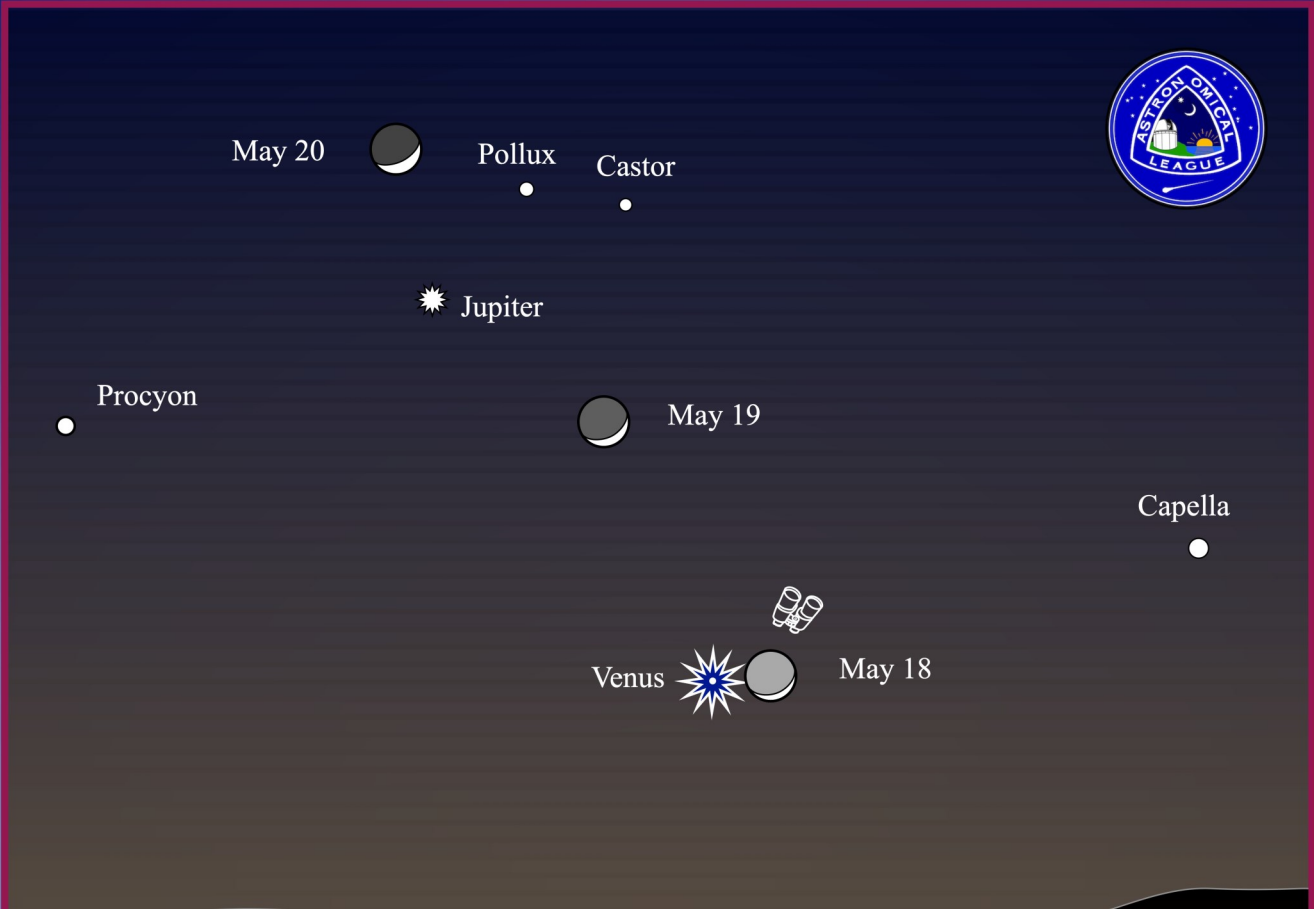 ASTRONOMICAL
LEAGUE
May 20
Pollux
Castor
Jupiter
Procyon
May 19
Capella
Venus
May 18